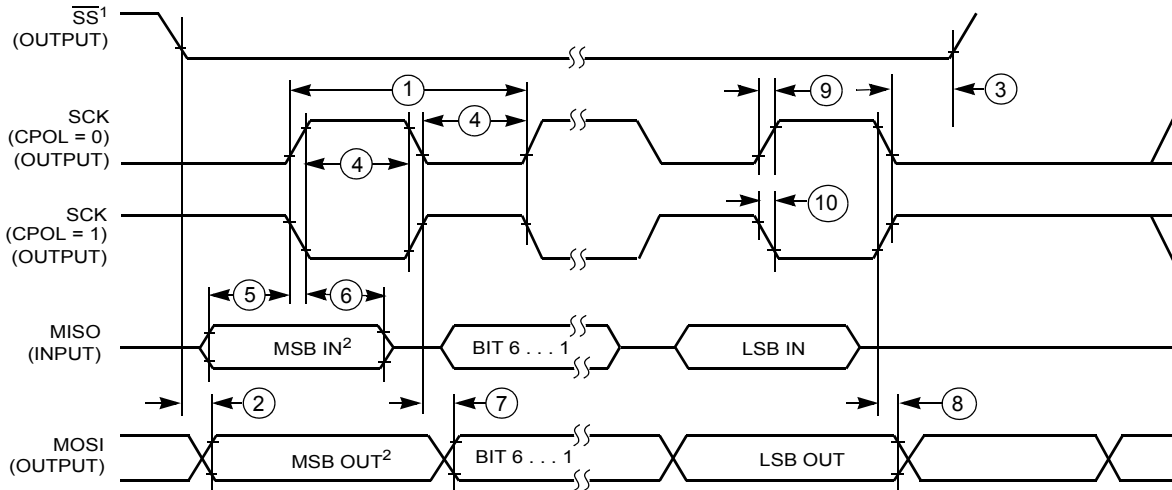 SS¹
(OUTPUT)
1
9
3
SCK
(CPOL = 0)
(OUTPUT)
4
4
10
SCK
(CPOL = 1)
(OUTPUT)
5
6
MISO
(INPUT)
MSB IN²
BIT 6 . . . 1
LSB IN
2
7
8
MOSI
(OUTPUT)
MSB OUT²
BIT 6 . . . 1
LSB OUT